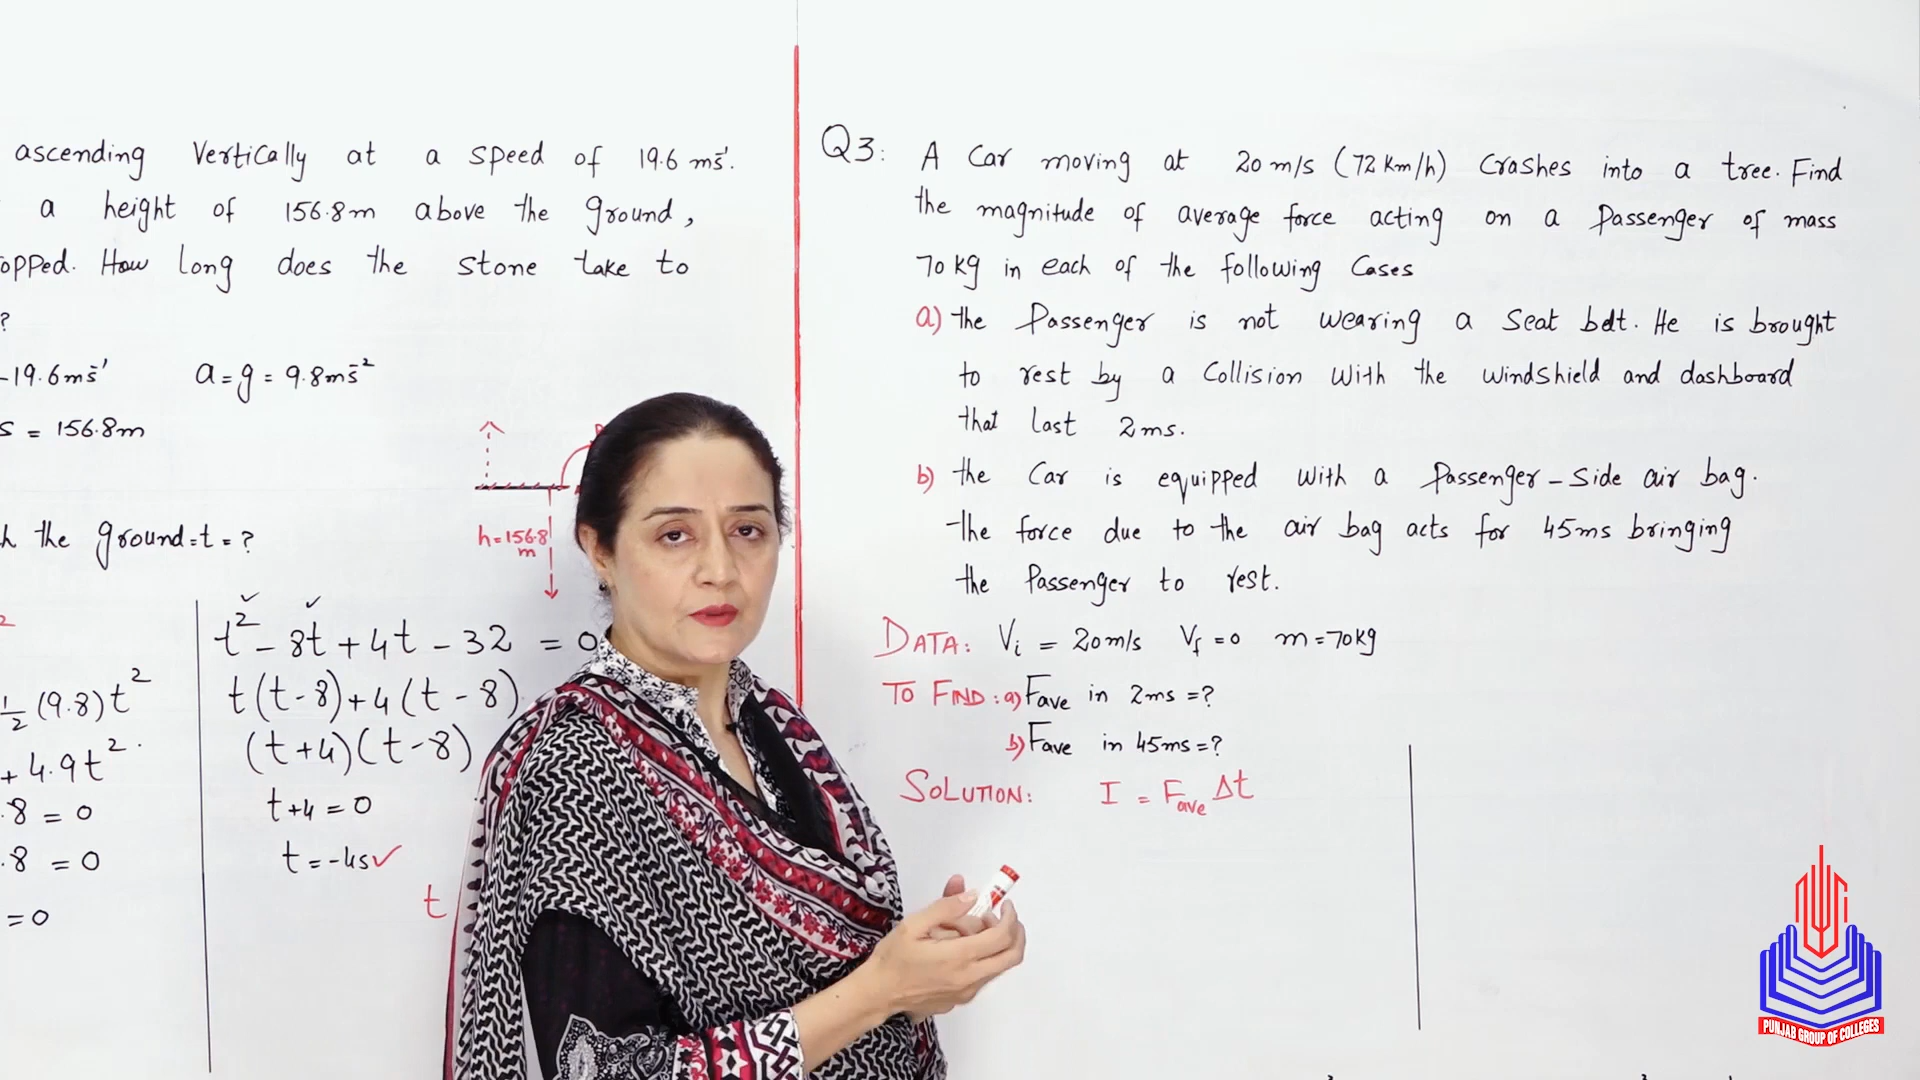 ascending Vertically at a speed of 19.6 ms⁻¹.
a height of 156.8m above the ground,
opped. How long does the stone take to
?
-19.6ms⁻¹ a = g = 9.8ms⁻²
s = 156.8m
h = 156.8
m
h the ground = t = ?
2
t² - 8t + 4t - 32 = 0
½ (9.8)t²
t(t-8)+4(t-8)
+ 4.9t²
(t+4)(t-8)
.8 = 0
t+4 = 0
.8 = 0
t = -4s✓
= 0
t
Q3: A Car moving at 20m/s (72km/h) Crashes into a tree. Find
the magnitude of average force acting on a Passenger of mass
70kg in each of the following Cases
a) the Passenger is not wearing a Seat belt. He is brought
to rest by a Collision with the windshield and dashboard
that last 2ms.
b) the Car is equipped with a Passenger-Side air bag.
The force due to the air bag acts for 45ms bringing
the Passenger to rest.
DATA: Vi = 20m/s Vf = 0 m = 70kg
TO FIND: a) Fave in 2ms = ?
b) Fave in 45ms = ?
SOLUTION: I = Fave Δt
PUNJAB GROUP OF COLLEGES